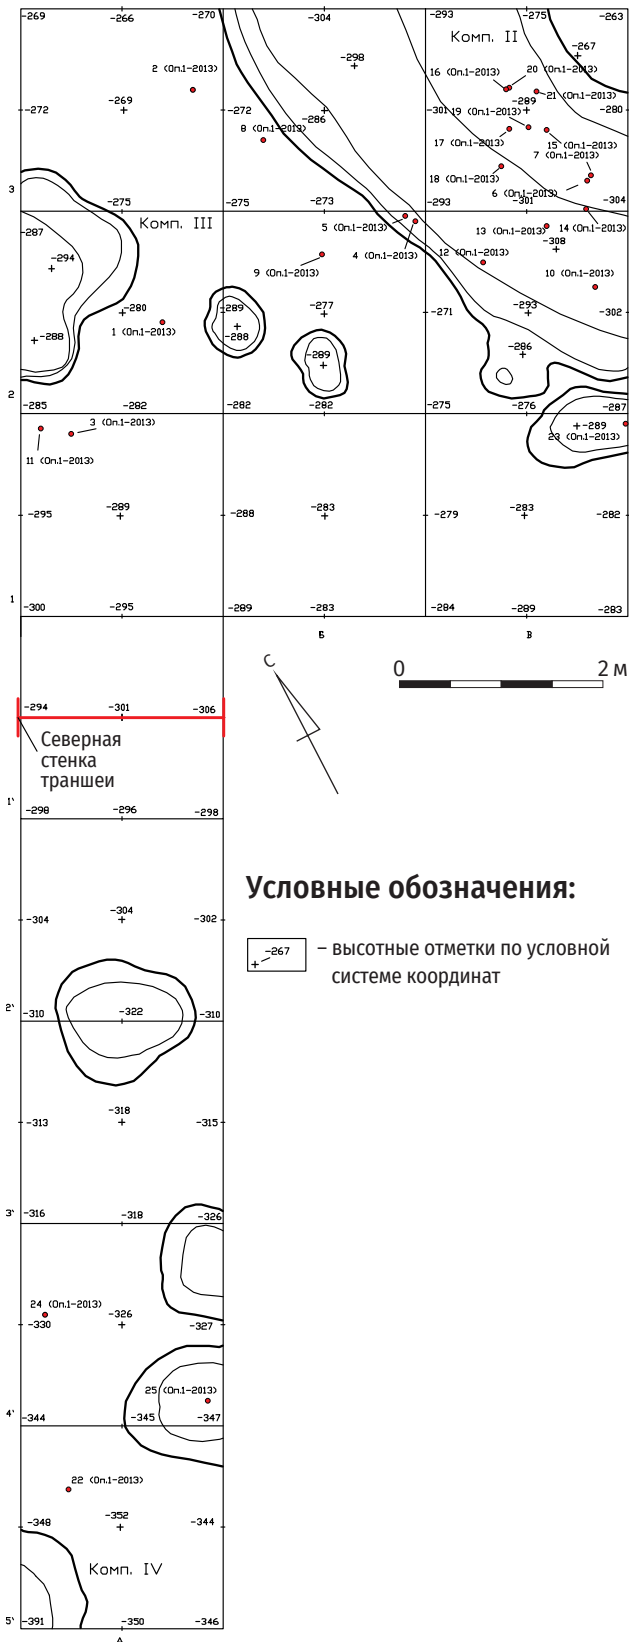 -269 -266 -270 -304 -293 -275 -263
Комп. II
-298 -267
2 (Оп.1-2013) 16 (Оп.1-2013) 20 (Оп.1-2013)
-269 21 (Оп.1-2013)
-289
-272 -272 -286 -301 19 (Оп.1-2013) -280
8 (Оп.1-2013)
17 (Оп.1-2013) 15 (Оп.1-2013)
7 (Оп.1-2013)
18 (Оп.1-2013)
3 6 (Оп.1-2013)
-275 -275 -273 -293 -301 -304
Комп. III
-287 5 (Оп.1-2013) 13 (Оп.1-2013) 14 (Оп.1-2013)
-308
4 (Оп.1-2013) 12 (Оп.1-2013)
-294
9 (Оп.1-2013) 10 (Оп.1-2013)
-280 -289 -277 -271 -293 -302
1 (Оп.1-2013)
-288 -288
-289 -286
2
-285 -282 -282 -282 -275 -276 -287
3 (Оп.1-2013) -289
23 (Оп.1-2013)
11 (Оп.1-2013)
-289 -283 -283
-295 -288 -279 -282
1
-300 -295 -289 -283 -284 -289 -283
Б В
С
0 2 м
-294 -301 -306
Северная
стенка
траншеи
1'
-298 -296 -298
Условные обозначения:
-304
-304 -302
-267
– высотные отметки по условной
системе координат
2'
-310 -322 -310
-318
-313 -315
3'
-316 -318 -326
24 (Оп.1-2013)
-326
-330 -327
25 (Оп.1-2013)
4'
-344 -345 -347
22 (Оп.1-2013)
-352
-348 -344
Комп. IV
5'
-391 -350 -346
А